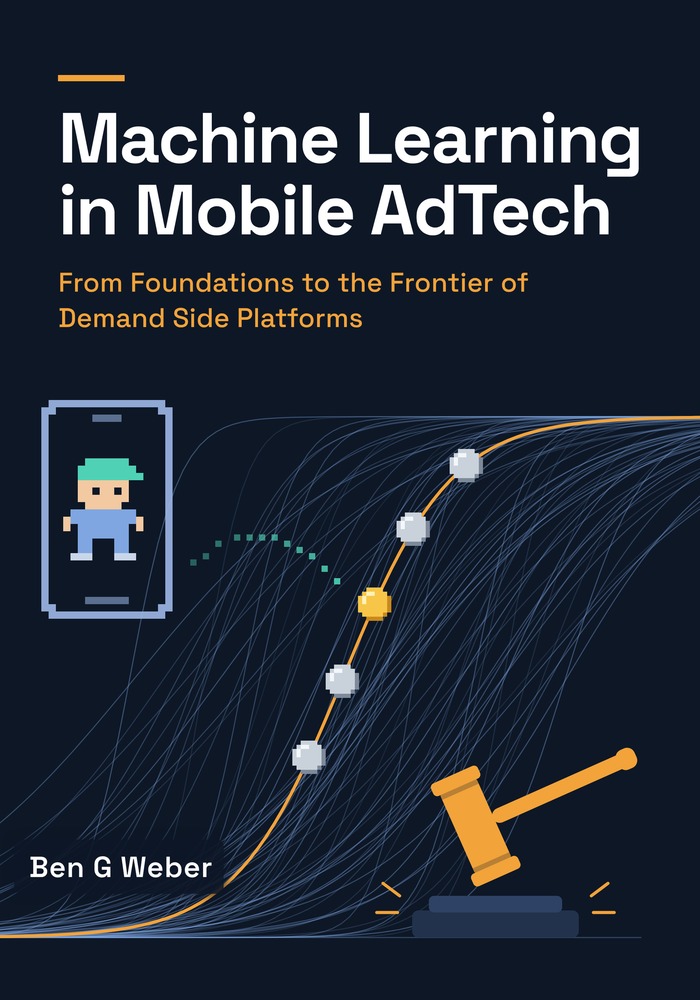 Machine Learning
in Mobile AdTech
From Foundations to the Frontier of
Demand Side Platforms
Ben G Weber